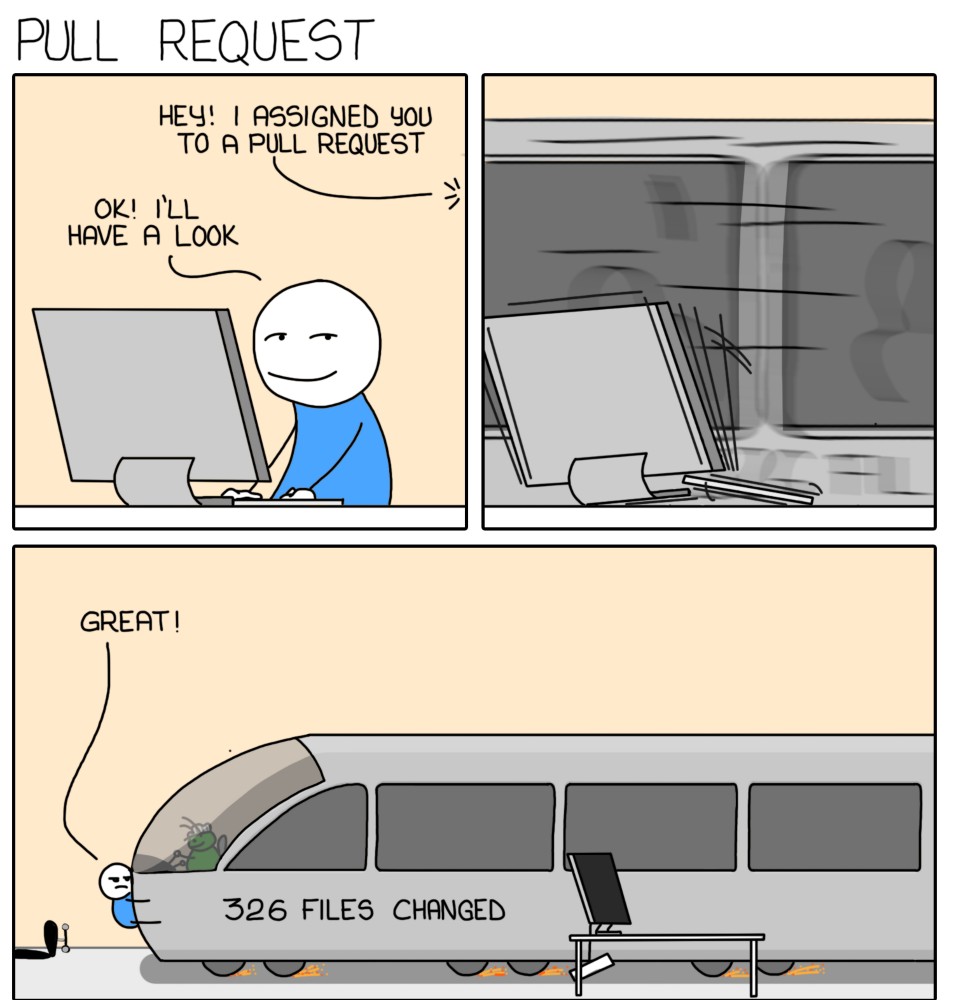 PULL REQUEST
HEY! I ASSIGNED YOU
TO A PULL REQUEST
OK! I'LL
HAVE A LOOK
GREAT!
326 FILES CHANGED